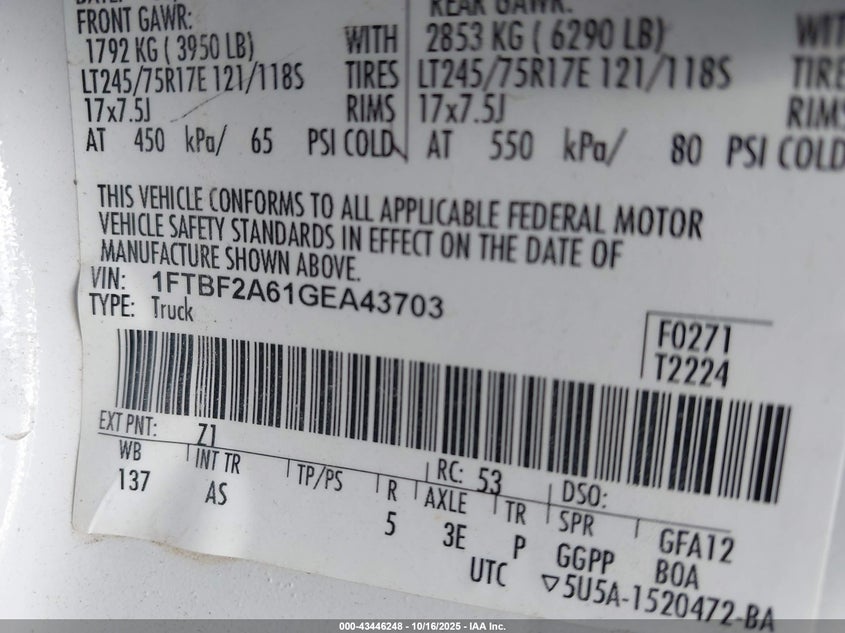 FRONT GAWR: REAR GAWR:
1792 KG ( 3950 LB) WITH 2853 KG ( 6290 LB) WITH
LT245/75R17E 121/118S TIRES LT245/75R17E 121/118S TIRE
17x7.5J RIMS 17x7.5J RIMS
AT 450 kPa/ 65 PSI COLD AT 550 kPa/ 80 PSI COLD
THIS VEHICLE CONFORMS TO ALL APPLICABLE FEDERAL MOTOR
VEHICLE SAFETY STANDARDS IN EFFECT ON THE DATE OF
MANUFACTURE SHOWN ABOVE.
VIN: 1FTBF2A61GEA43703
TYPE: Truck
F0271
T2224
EXT PNT: Z1 RC: 53 DSO:
WB INT TR TP/PS R AXLE TR SPR GFA12
137 AS 5 3E P GGPP BOA
UTC ▽5U5A-1520472-BA
000-43446248 - 10/16/2025 - IAA Inc.